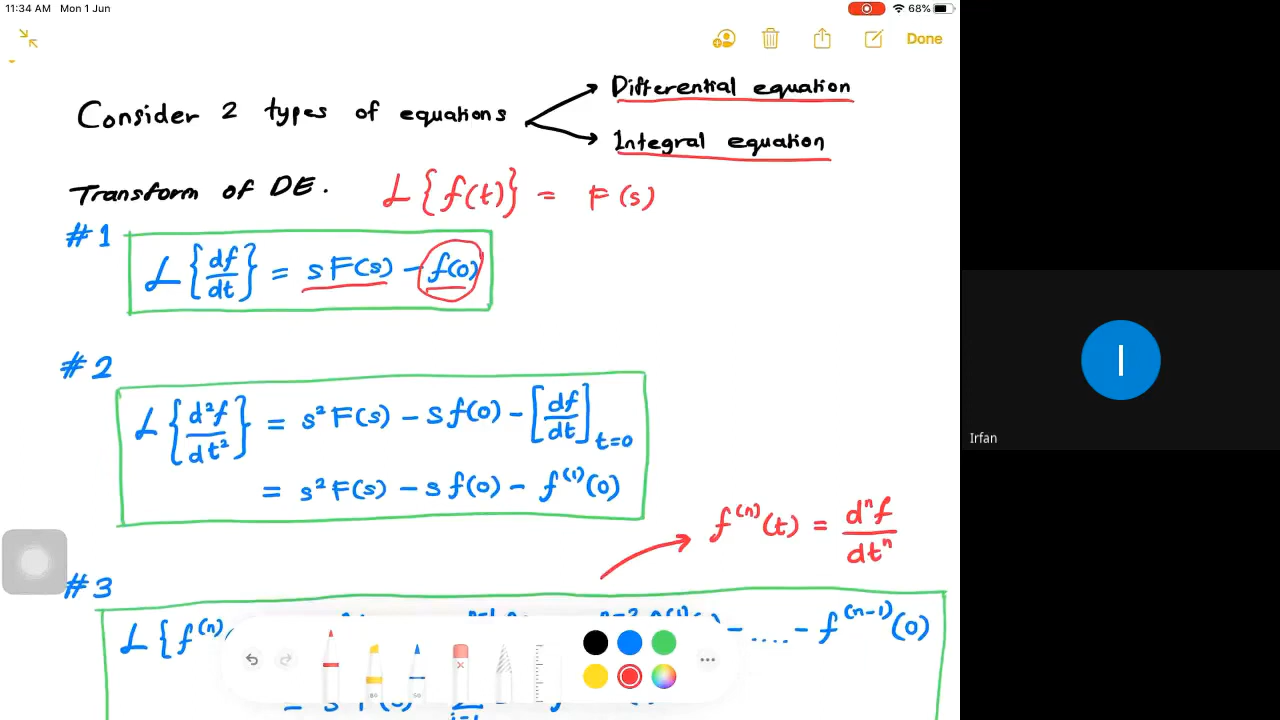 11:34 AM Mon 1 Jun
68%
Done
Consider 2 types of equations
Differential equation
Integral equation
Transform of DE. L{f(t)} = F(s)
#1
L{df/dt} = sF(s) - f(0)
#2
L{d²f/dt²} = s²F(s) - sf(0) - [df/dt]t=0
= s²F(s) - sf(0) - f⁽¹⁾(0)
f⁽ⁿ⁾(t) = dⁿf/dtⁿ
#3
L{f⁽ⁿ⁾ - .... - f⁽ⁿ⁻¹⁾(0)
I
Irfan